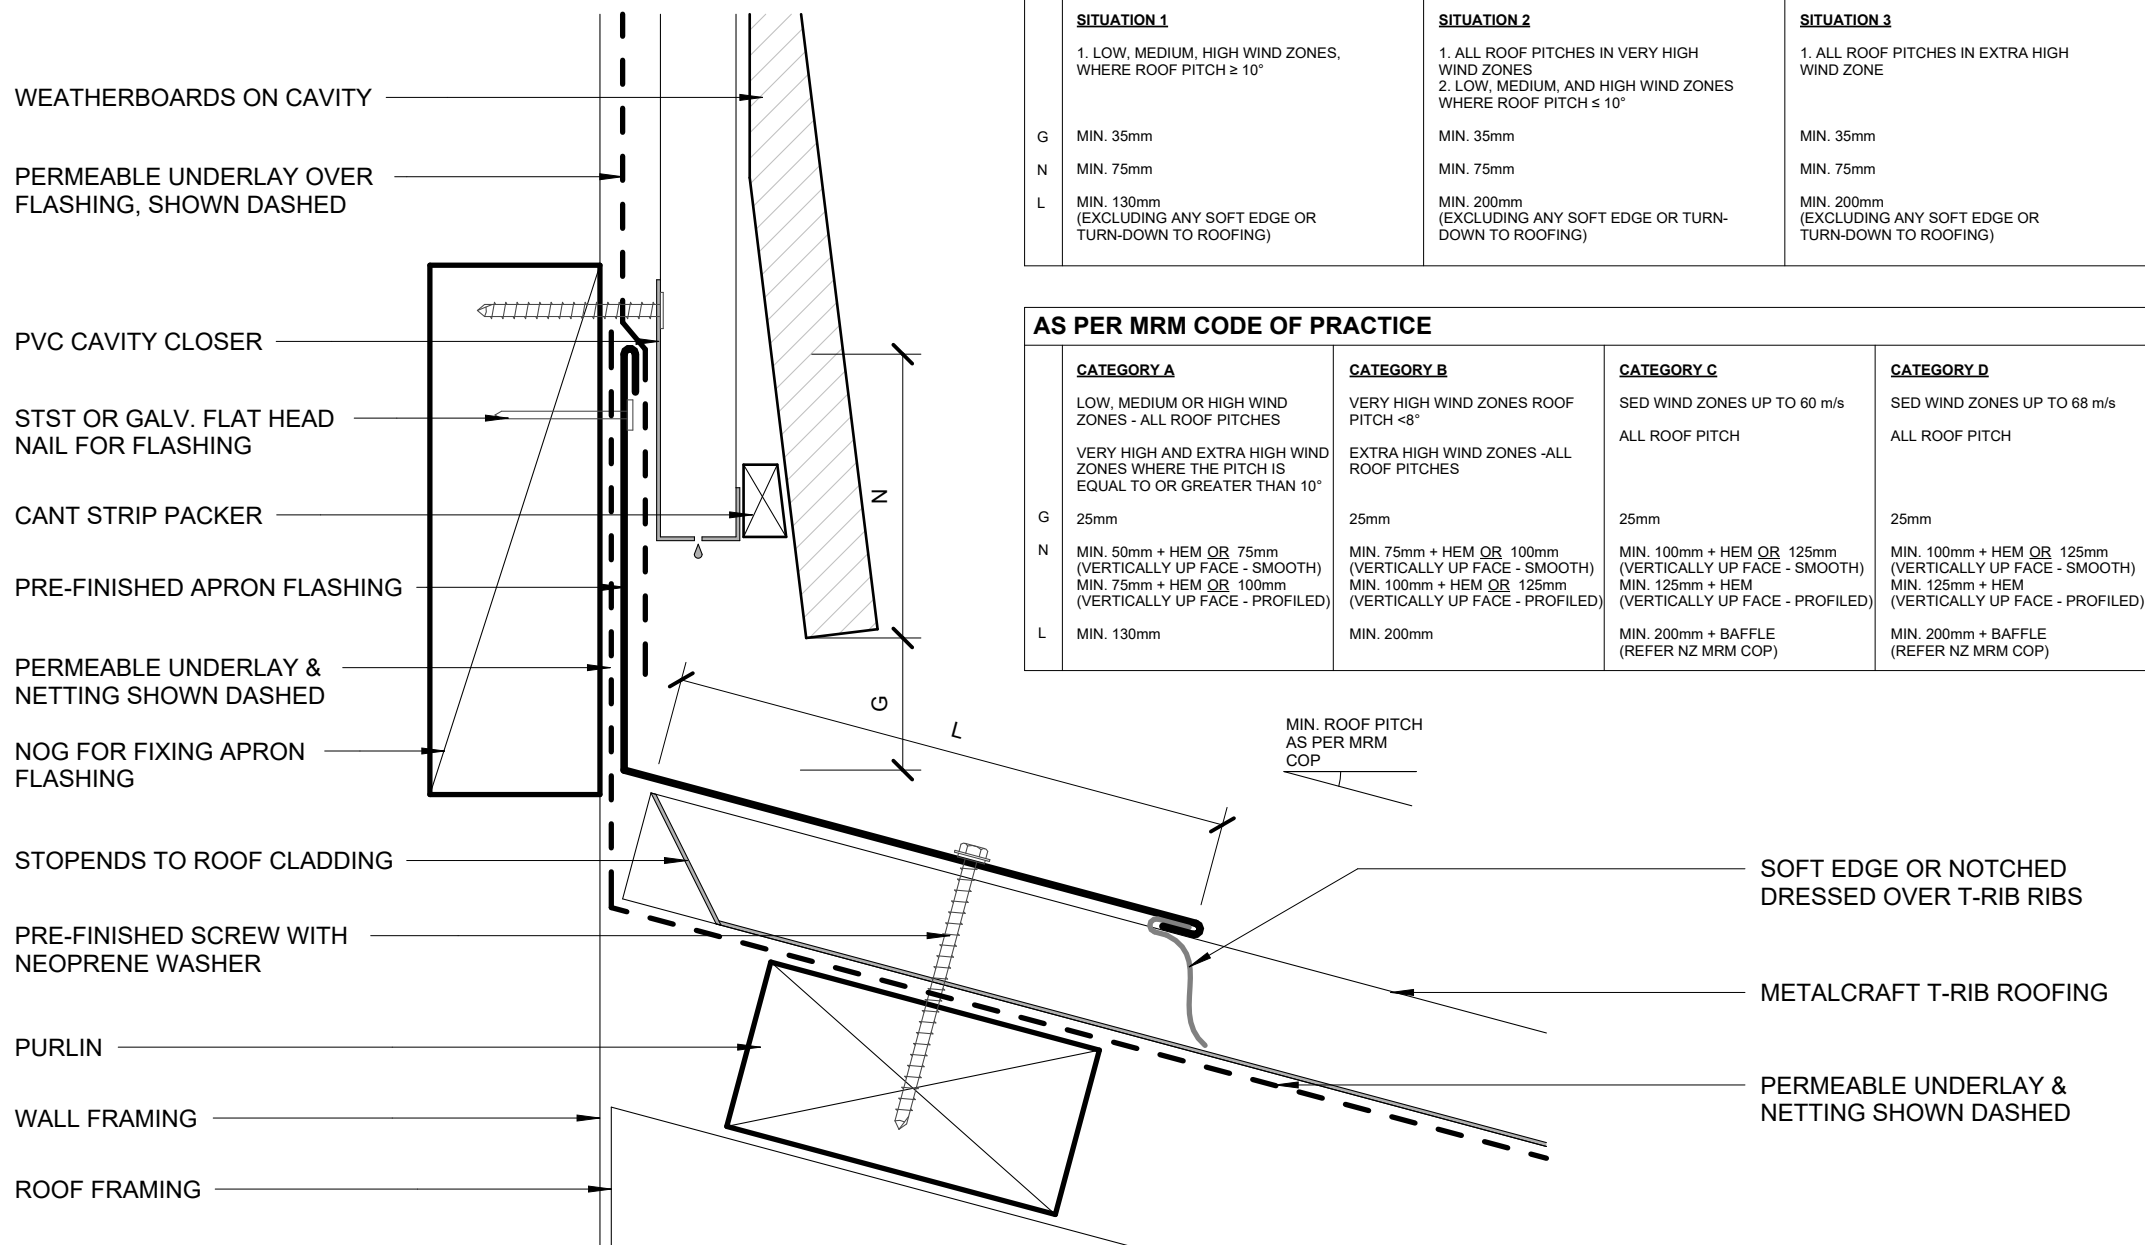 WEATHERBOARDS ON CAVITY
PERMEABLE UNDERLAY OVER
FLASHING, SHOWN DASHED
PVC CAVITY CLOSER
STST OR GALV. FLAT HEAD
NAIL FOR FLASHING
CANT STRIP PACKER
PRE-FINISHED APRON FLASHING
PERMEABLE UNDERLAY &
NETTING SHOWN DASHED
NOG FOR FIXING APRON
FLASHING
STOPENDS TO ROOF CLADDING
PRE-FINISHED SCREW WITH
NEOPRENE WASHER
PURLIN
WALL FRAMING
ROOF FRAMING
N
G
L
SITUATION 1
1. LOW, MEDIUM, HIGH WIND ZONES,
WHERE ROOF PITCH ≥ 10°
SITUATION 2
1. ALL ROOF PITCHES IN VERY HIGH
WIND ZONES
2. LOW, MEDIUM, AND HIGH WIND ZONES
WHERE ROOF PITCH ≤ 10°
SITUATION 3
1. ALL ROOF PITCHES IN EXTRA HIGH
WIND ZONE
G MIN. 35mm MIN. 35mm MIN. 35mm
N MIN. 75mm MIN. 75mm MIN. 75mm
L MIN. 130mm
(EXCLUDING ANY SOFT EDGE OR
TURN-DOWN TO ROOFING)
MIN. 200mm
(EXCLUDING ANY SOFT EDGE OR TURN-
DOWN TO ROOFING)
MIN. 200mm
(EXCLUDING ANY SOFT EDGE OR
TURN-DOWN TO ROOFING)
AS PER MRM CODE OF PRACTICE
CATEGORY A
LOW, MEDIUM OR HIGH WIND
ZONES - ALL ROOF PITCHES
VERY HIGH AND EXTRA HIGH WIND
ZONES WHERE THE PITCH IS
EQUAL TO OR GREATER THAN 10°
CATEGORY B
VERY HIGH WIND ZONES ROOF
PITCH <8°
EXTRA HIGH WIND ZONES -ALL
ROOF PITCHES
CATEGORY C
SED WIND ZONES UP TO 60 m/s
ALL ROOF PITCH
CATEGORY D
SED WIND ZONES UP TO 68 m/s
ALL ROOF PITCH
G 25mm 25mm 25mm 25mm
N MIN. 50mm + HEM OR 75mm
(VERTICALLY UP FACE - SMOOTH)
MIN. 75mm + HEM OR 100mm
(VERTICALLY UP FACE - PROFILED)
MIN. 75mm + HEM OR 100mm
(VERTICALLY UP FACE - SMOOTH)
MIN. 100mm + HEM OR 125mm
(VERTICALLY UP FACE - PROFILED)
MIN. 100mm + HEM OR 125mm
(VERTICALLY UP FACE - SMOOTH)
MIN. 125mm + HEM
(VERTICALLY UP FACE - PROFILED)
MIN. 100mm + HEM OR 125mm
(VERTICALLY UP FACE - SMOOTH)
MIN. 125mm + HEM
(VERTICALLY UP FACE - PROFILED)
L MIN. 130mm
MIN. 200mm
MIN. 200mm + BAFFLE
(REFER NZ MRM COP)
MIN. 200mm + BAFFLE
(REFER NZ MRM COP)
MIN. ROOF PITCH
AS PER MRM
COP
SOFT EDGE OR NOTCHED
DRESSED OVER T-RIB RIBS
METALCRAFT T-RIB ROOFING
PERMEABLE UNDERLAY &
NETTING SHOWN DASHED